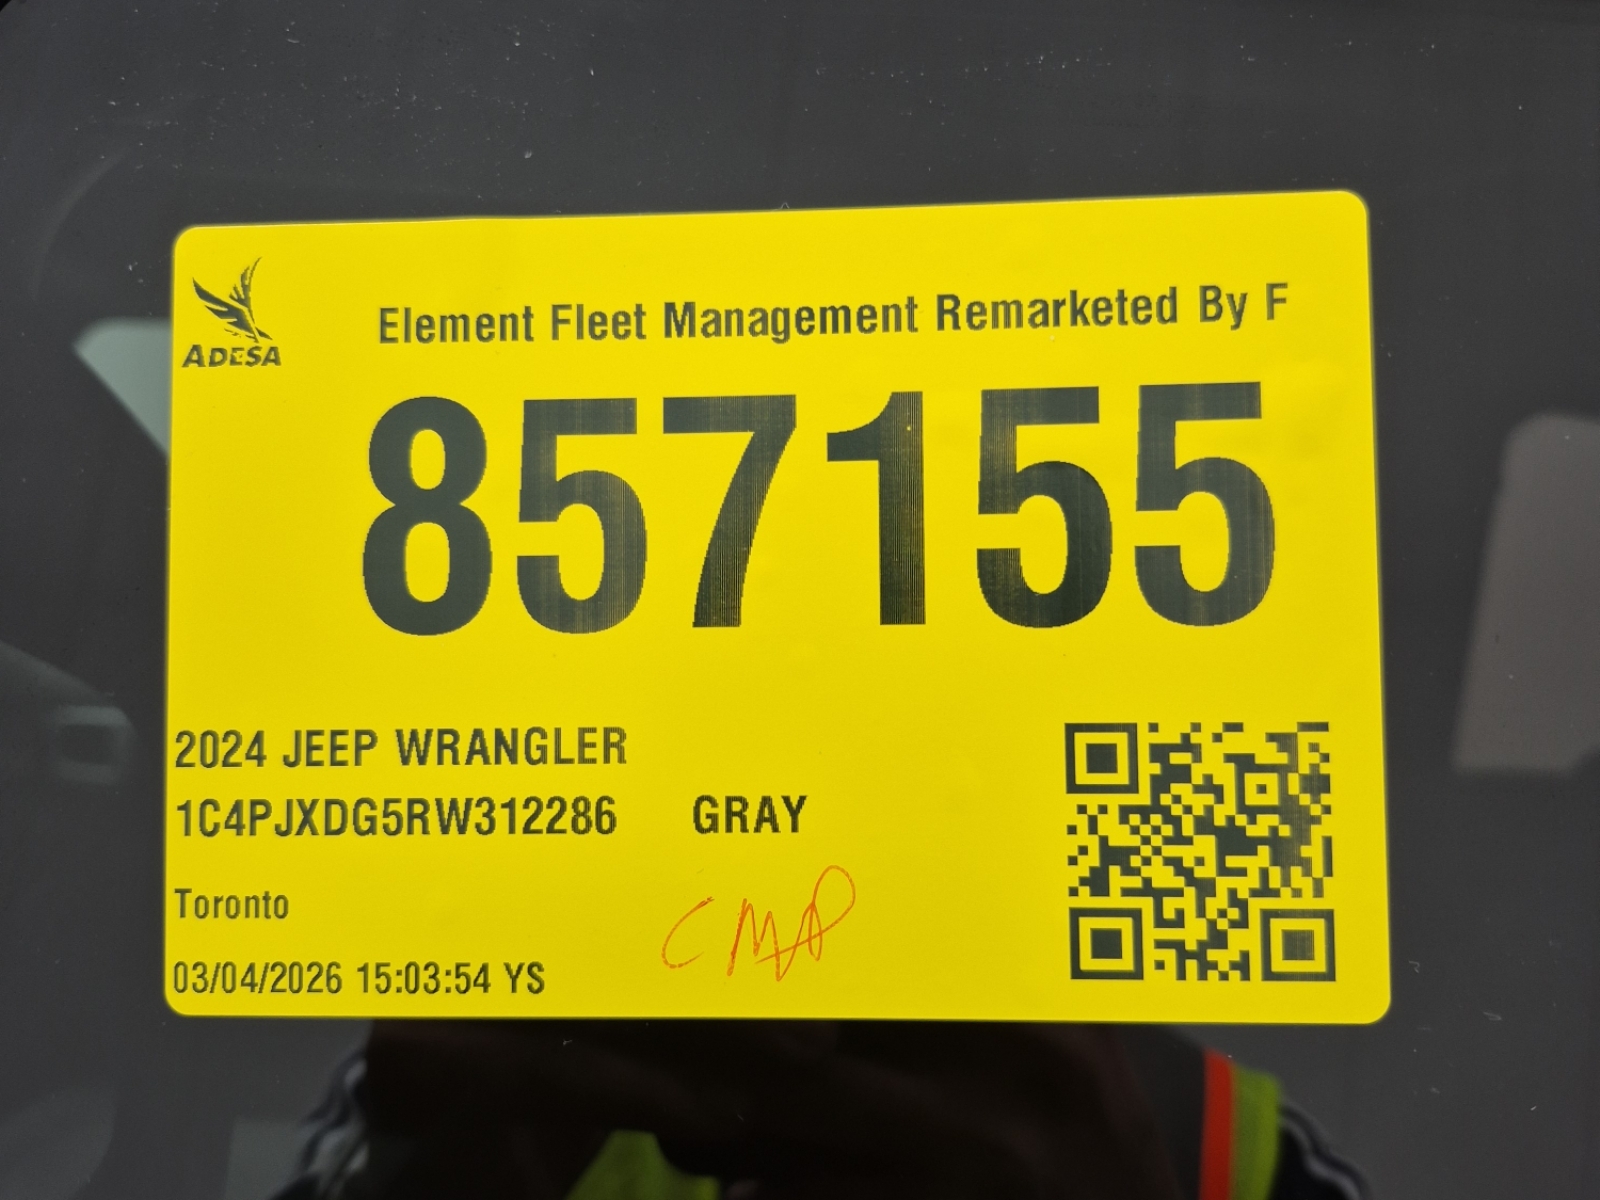 ADESA
Element Fleet Management Remarketed By F
857155
2024 JEEP WRANGLER
1C4PJXDG5RW312286 GRAY
Toronto
03/04/2026 15:03:54 YS